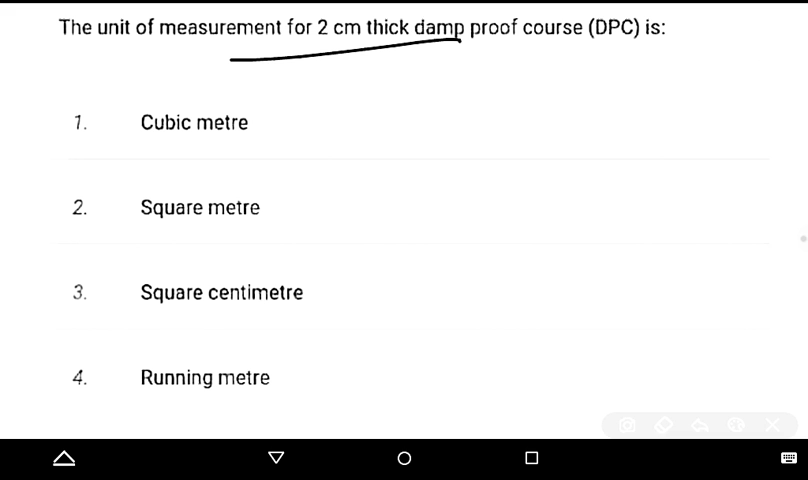 The unit of measurement for 2 cm thick damp proof course (DPC) is:
1. Cubic metre
2. Square metre
3. Square centimetre
4. Running metre